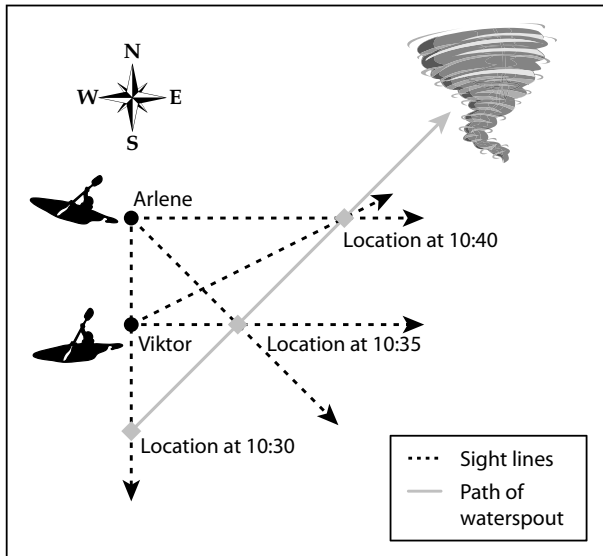 N
W E
S
Arlene
Location at 10:40
Viktor
Location at 10:35
Location at 10:30
Sight lines
Path of
waterspout